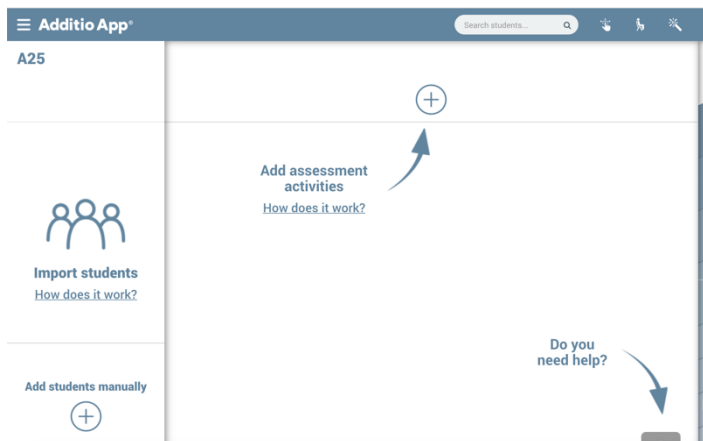 Additio App®
Search students...
A25
Add assessment
activities
How does it work?
Import students
How does it work?
Do you
need help?
Add students manually